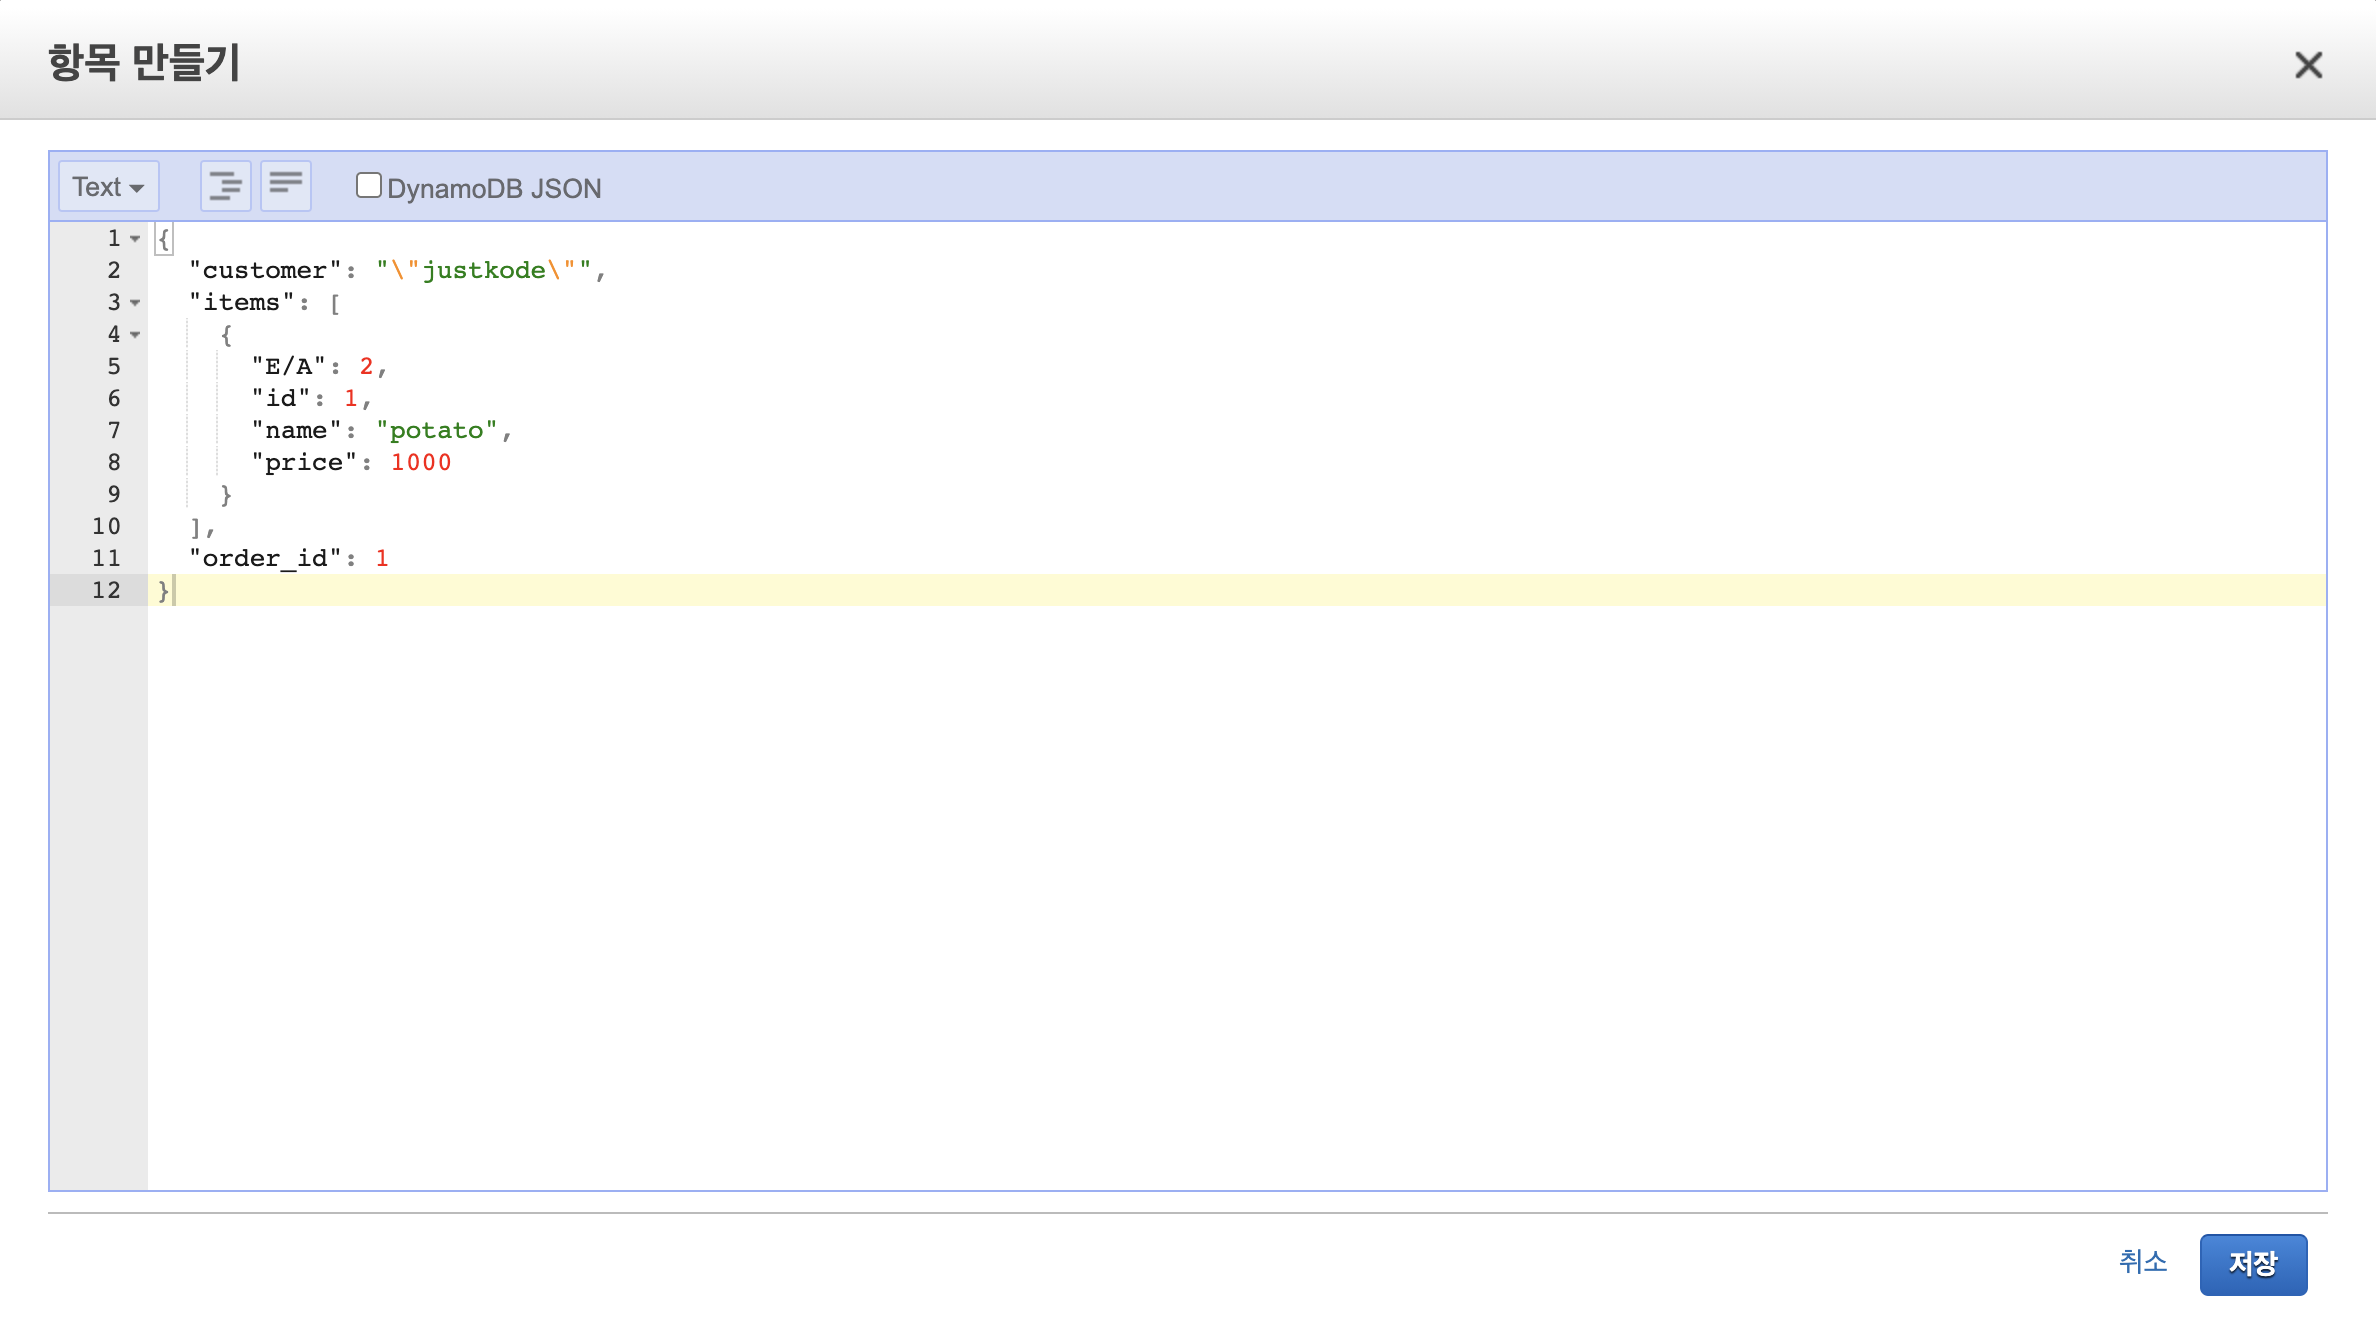 항목 만들기
Text DynamoDB JSON
1 {
2 "customer": "\"justkode\"",
3 "items": [
4 {
5 "E/A": 2,
6 "id": 1,
7 "name": "potato",
8 "price": 1000
9 }
10 ],
11 "order_id": 1
12 }
취소 저장